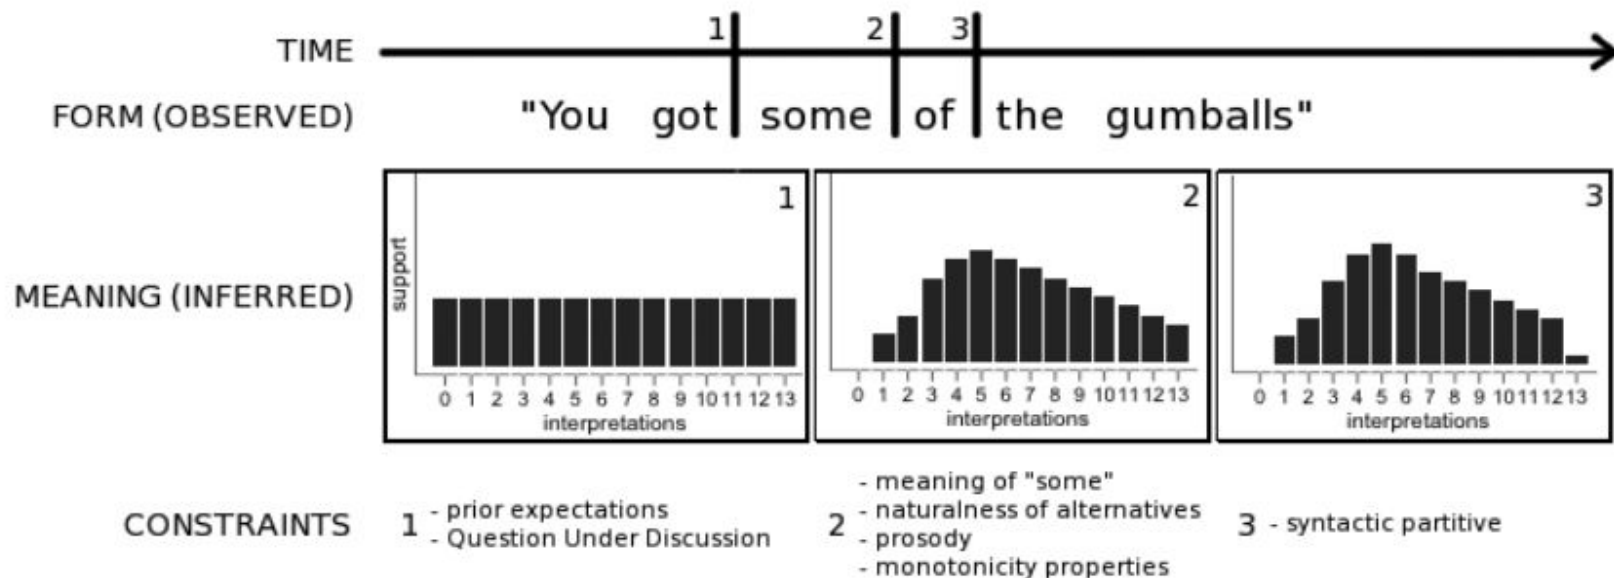 1 2 3
TIME
FORM (OBSERVED) "You got some of the gumballs"
MEANING (INFERRED)
1
support
0 1 2 3 4 5 6 7 8 9 10 11 12 13
interpretations
2
0 1 2 3 4 5 6 7 8 9 10 11 12 13
interpretations
3
0 1 2 3 4 5 6 7 8 9 10 11 12 13
interpretations
CONSTRAINTS
1
- prior expectations
- Question Under Discussion
2
- meaning of "some"
- naturalness of alternatives
- prosody
- monotonicity properties
3 - syntactic partitive